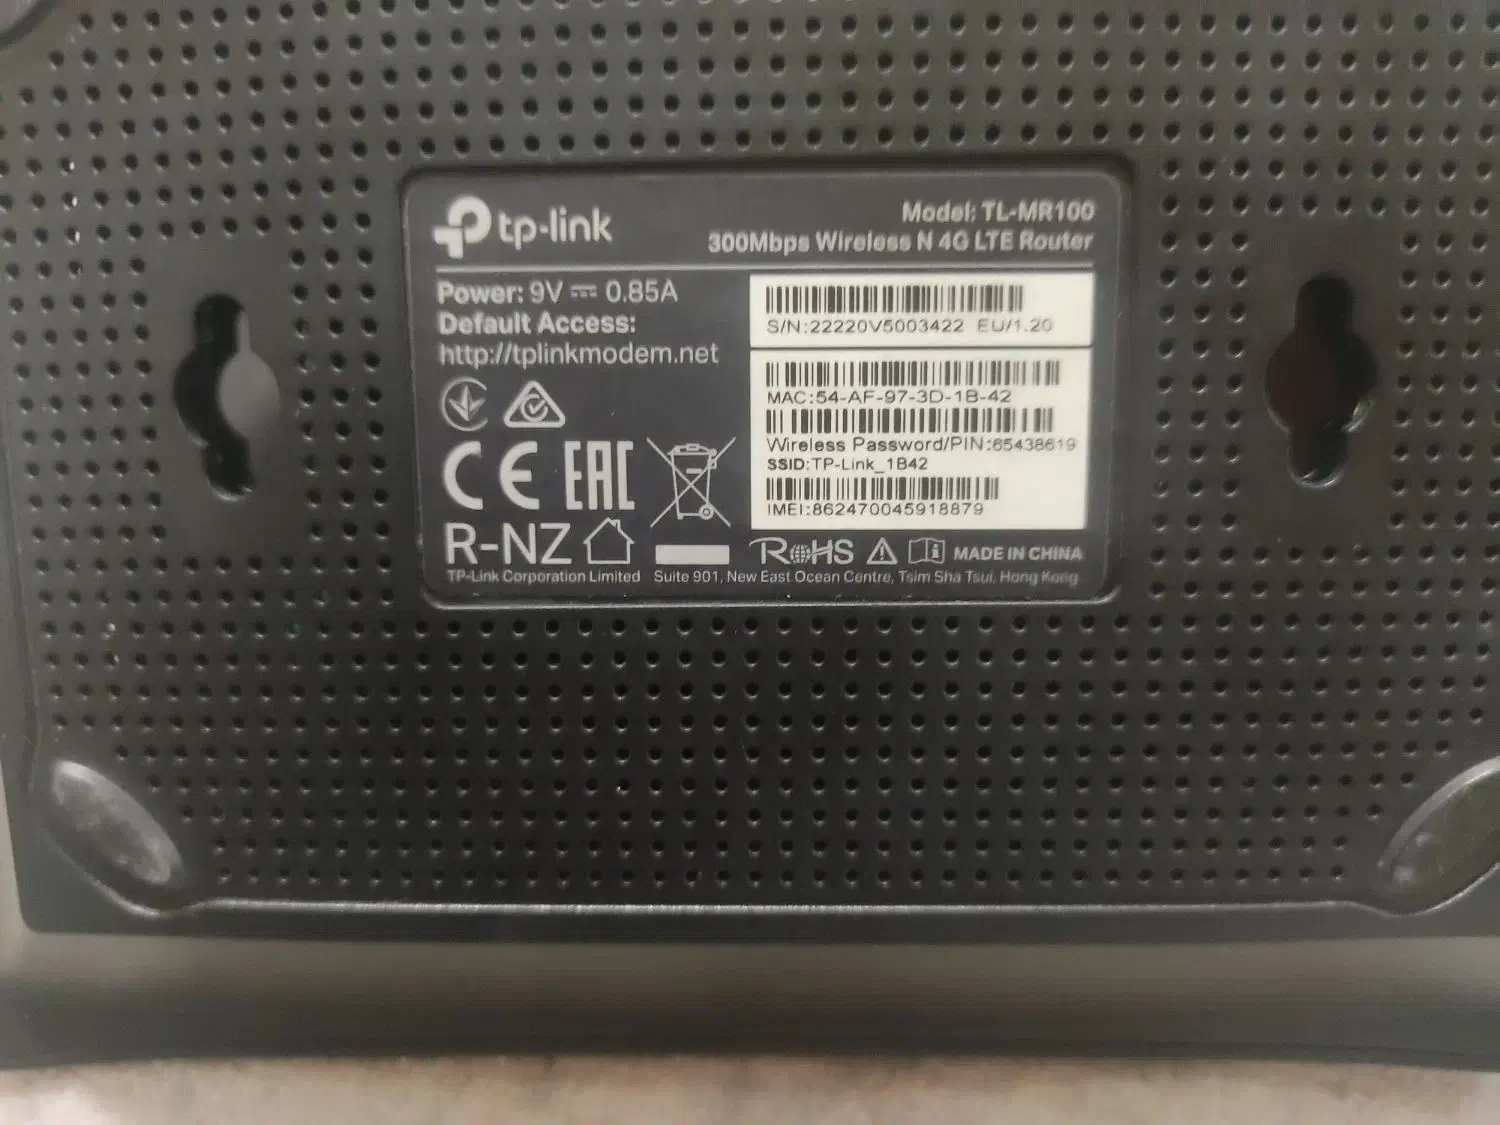 tp-link
Model: TL-MR100
300Mbps Wireless N 4G LTE Router
Power: 9V ⎓ 0.85A
Default Access:
http://tplinkmodem.net
S/N:22220V5003422 EU/1.20
MAC:54-AF-97-3D-1B-42
Wireless Password/PIN:65438619
SSID:TP-Link_1B42
IMEI:862470045918879
CE EAC
R-NZ
RoHS
MADE IN CHINA
TP-Link Corporation Limited Suite 901, New East Ocean Centre, Tsim Sha Tsui, Hong Kong